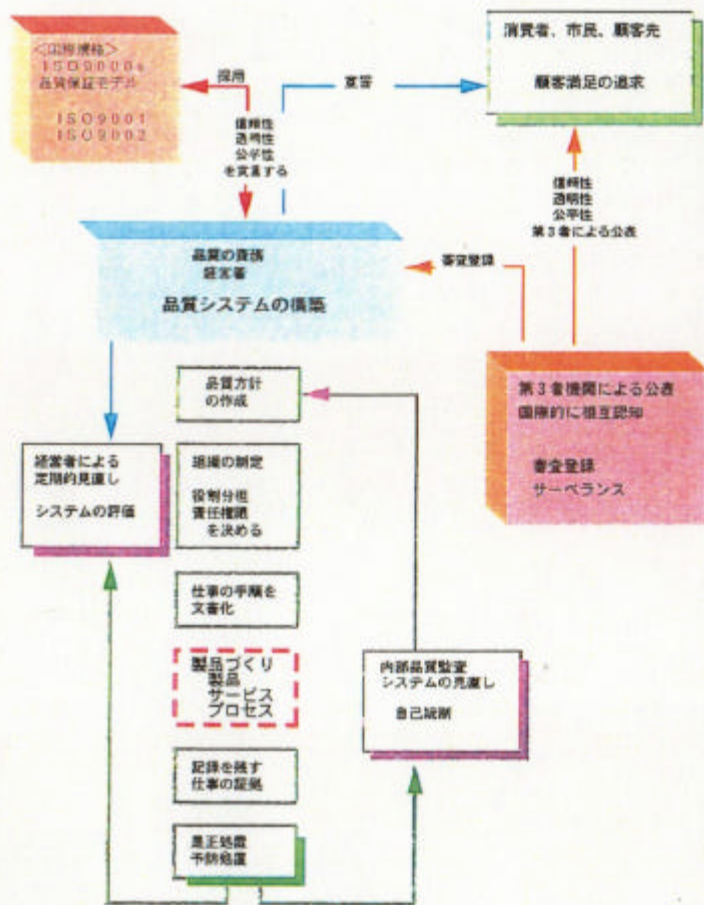 <国際規格>
ISO9000s
品質保証モデル
ISO9001
ISO9002
採用
宣言
消費者、市民、顧客先
顧客満足の追求
信頼性
透明性
公平性
を実集する
信頼性
透明性
公平性
第3者による公表
品質の責務
経営者
品質システムの構築
審査登録
品質方針
の作成
第3者機関による公表
国際的に相互認知
審査登録
サーベランス
経営者による
定期的見直し
システムの評価
組織の制定
役割分担
責任権限
を決める
仕事の手順を
文書化
製品づくり
製品
サービス
プロセス
内部品質監査
システムの見直し
自己統制
記録を残す
仕事の証拠
是正処置
予防処置